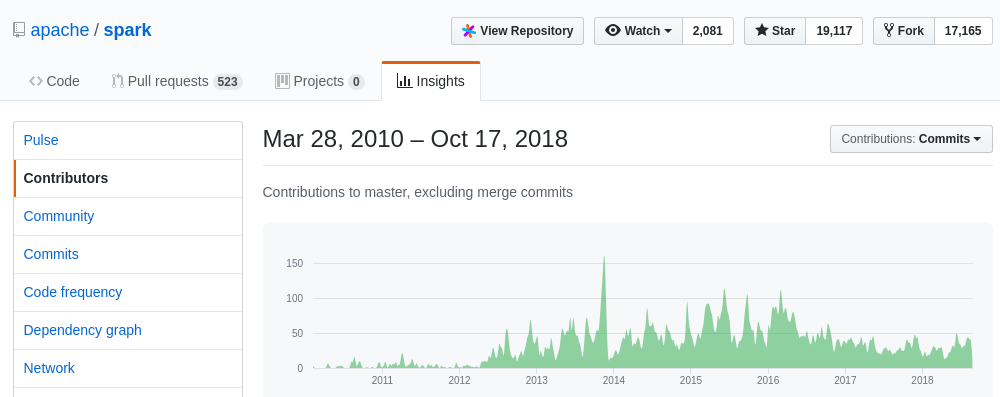 apache / spark View Repository Watch 2,081 Star 19,117 Fork 17,165
Code Pull requests 523 Projects 0 Insights
Pulse
Contributors
Community
Commits
Code frequency
Dependency graph
Network
Mar 28, 2010 – Oct 17, 2018 Contributions: Commits
Contributions to master, excluding merge commits
150
100
50
0
2011 2012 2013 2014 2015 2016 2017 2018